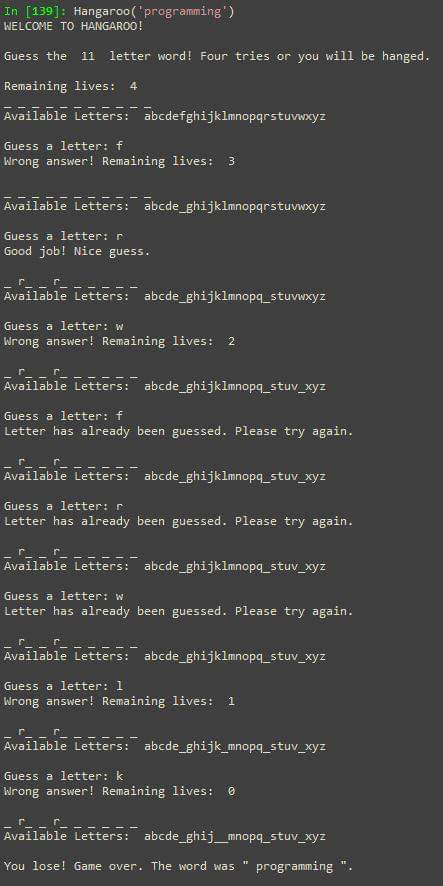 In [139]: Hangaroo('programming')
WELCOME TO HANGAROO!
Guess the  11  letter word! Four tries or you will be hanged.
Remaining lives:  4
_ _ _ _ _ _ _ _ _ _ _
Available Letters:  abcdefghijklmnopqrstuvwxyz
Guess a letter: f
Wrong answer! Remaining lives:  3
_ _ _ _ _ _ _ _ _ _ _
Available Letters:  abcde_ghijklmnopqrstuvwxyz
Guess a letter: r
Good job! Nice guess.
_ r_ _ r_ _ _ _ _ _
Available Letters:  abcde_ghijklmnopq_stuvwxyz
Guess a letter: w
Wrong answer! Remaining lives:  2
_ r_ _ r_ _ _ _ _ _
Available Letters:  abcde_ghijklmnopq_stuv_xyz
Guess a letter: f
Letter has already been guessed. Please try again.
_ r_ _ r_ _ _ _ _ _
Available Letters:  abcde_ghijklmnopq_stuv_xyz
Guess a letter: r
Letter has already been guessed. Please try again.
_ r_ _ r_ _ _ _ _ _
Available Letters:  abcde_ghijklmnopq_stuv_xyz
Guess a letter: w
Letter has already been guessed. Please try again.
_ r_ _ r_ _ _ _ _ _
Available Letters:  abcde_ghijklmnopq_stuv_xyz
Guess a letter: l
Wrong answer! Remaining lives:  1
_ r_ _ r_ _ _ _ _ _
Available Letters:  abcde_ghijk_mnopq_stuv_xyz
Guess a letter: k
Wrong answer! Remaining lives:  0
_ r_ _ r_ _ _ _ _ _
Available Letters:  abcde_ghij__mnopq_stuv_xyz
You lose! Game over. The word was " programming ".